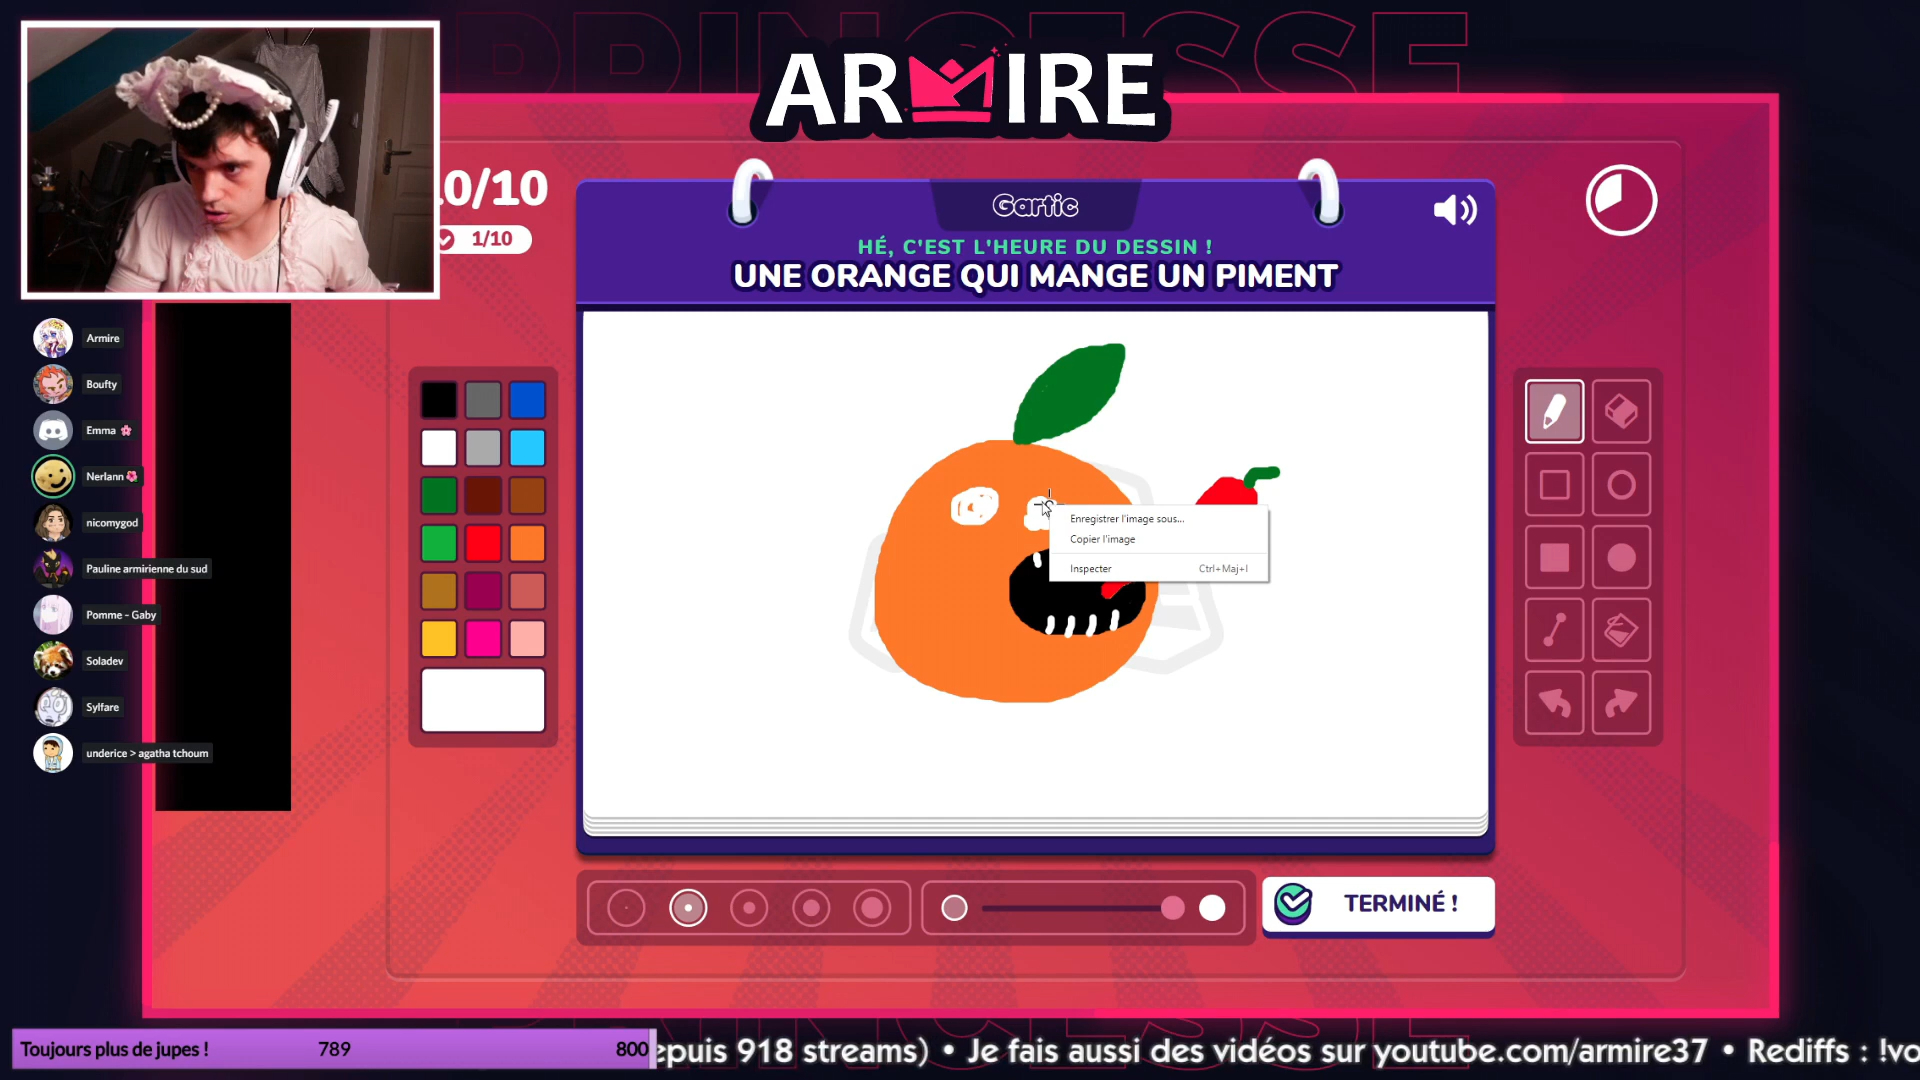 PRINCESSE
ARMIRE
10/10
1/10
Gartic
HÉ, C'EST L'HEURE DU DESSIN !
UNE ORANGE QUI MANGE UN PIMENT
Armire
Boufty
Emma 🌸
Nerlann 🌺
nicomygod
Pauline armirienne du sud
Pomme - Gaby
Soladev
Sylfare
underice > agatha tchoum
Enregistrer l'image sous...
Copier l'image
Inspecter Ctrl+Maj+I
TERMINÉ !
PRINCESSE
Toujours plus de jupes ! 789 800
epuis 918 streams) • Je fais aussi des vidéos sur youtube.com/armire37 • Rediffs : !vo